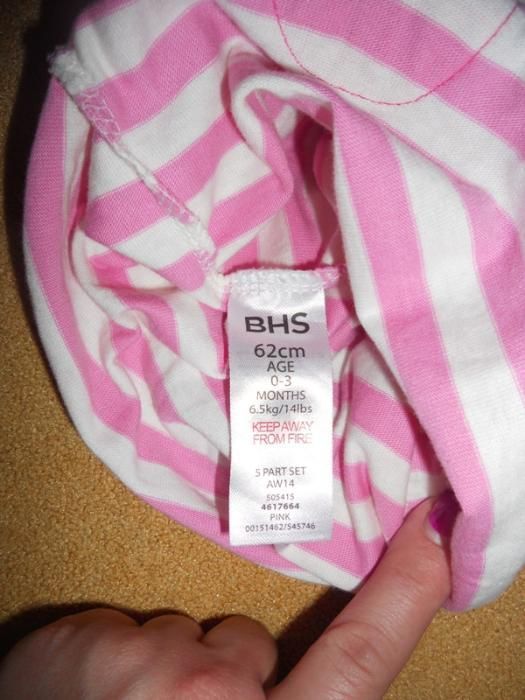 BHS
62cm
AGE
0-3
MONTHS
6.5kg/14lbs
KEEP AWAY
FROM FIRE
5 PART SET
AW14
505415
4617664
PINK
00151462/545746